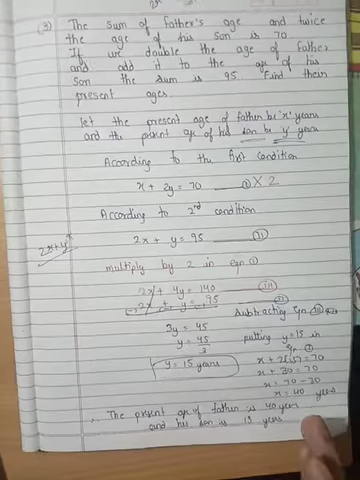 (3) The sum of father's age and twice
the age of his son is 70
If we double the age of father
and add it to the age of his
Son the sum is 95. Find their
present ages.
let the present age of father be 'x' years
and the present age of his son be 'y' years
According to the first condition
x + 2y = 70 —— (I) X 2
According to 2nd condition
2x + y = 95 —— (II)
2x+y
multiply by 2 in eqn (I)
2x + 4y = 140 —— (III)
2x + y = 95 —— (II)
Subtracting eqn (III)
3y = 45
y = 45/3
y = 15 years
putting y = 15 in
eqn (I)
x + 2(15) = 70
x + 30 = 70
x = 70 - 30
x = 40 years
∴ The present age of father is 40 years
and his son is 15 years